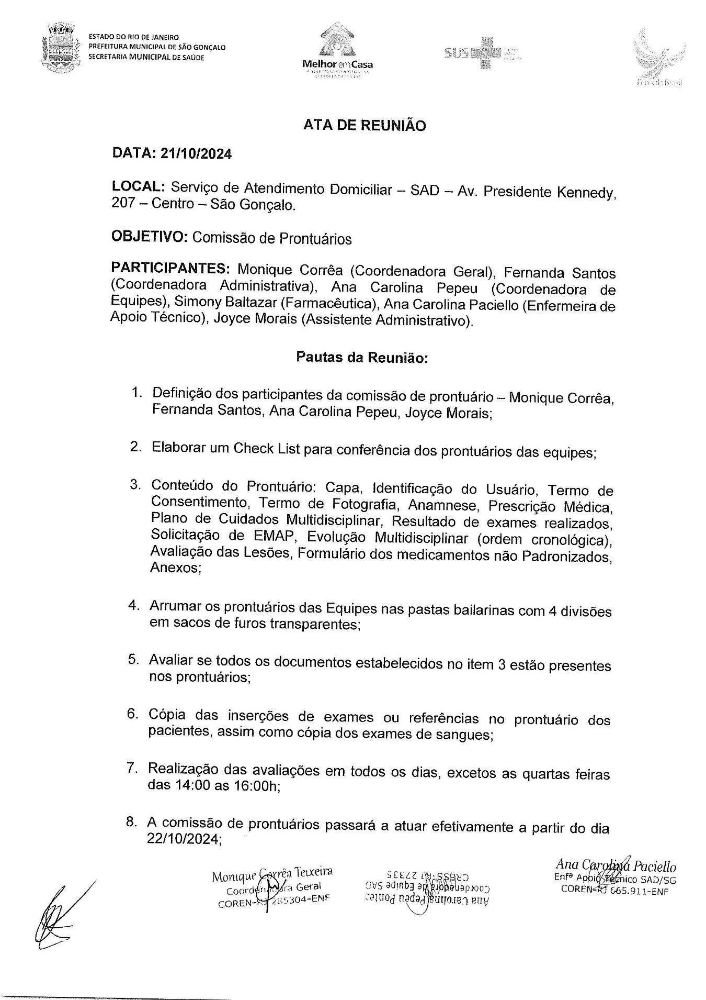 ESTADO DO RIO DE JANEIRO
PREFEITURA MUNICIPAL DE SÃO GONÇALO
SECRETARIA MUNICIPAL DE SAÚDE
Melhor em Casa
A SEGURANÇA DO HOSPITAL NO
CONFORTO DO SEU LAR
SUS
Fenix do Brasil
ATA DE REUNIÃO
DATA: 21/10/2024
LOCAL: Serviço de Atendimento Domiciliar – SAD – Av. Presidente Kennedy,
207 – Centro – São Gonçalo.
OBJETIVO: Comissão de Prontuários
PARTICIPANTES: Monique Corrêa (Coordenadora Geral), Fernanda Santos
(Coordenadora Administrativa), Ana Carolina Pepeu (Coordenadora de
Equipes), Simony Baltazar (Farmacêutica), Ana Carolina Paciello (Enfermeira de
Apoio Técnico), Joyce Morais (Assistente Administrativo).
Pautas da Reunião:
1. Definição dos participantes da comissão de prontuário – Monique Corrêa,
Fernanda Santos, Ana Carolina Pepeu, Joyce Morais;
2. Elaborar um Check List para conferência dos prontuários das equipes;
3. Conteúdo do Prontuário: Capa, Identificação do Usuário, Termo de
Consentimento, Termo de Fotografia, Anamnese, Prescrição Médica,
Plano de Cuidados Multidisciplinar, Resultado de exames realizados,
Solicitação de EMAP, Evolução Multidisciplinar (ordem cronológica),
Avaliação das Lesões, Formulário dos medicamentos não Padronizados,
Anexos;
4. Arrumar os prontuários das Equipes nas pastas bailarinas com 4 divisões
em sacos de furos transparentes;
5. Avaliar se todos os documentos estabelecidos no item 3 estão presentes
nos prontuários;
6. Cópia das inserções de exames ou referências no prontuário dos
pacientes, assim como cópia dos exames de sangues;
7. Realização das avaliações em todos os dias, excetos as quartas feiras
das 14:00 as 16:00h;
8. A comissão de prontuários passará a atuar efetivamente a partir do dia
22/10/2024;
Monique Corrêa Teixeira
Coordenadora Geral
COREN-RJ 285304-ENF
Ana Carolina Pepeu Pontes
Coordenadora de Equipe SAD
CRESS-RJ 27335
Ana Carolina Paciello
Enfª Apoio Técnico SAD/SG
COREN-RJ 665.911-ENF